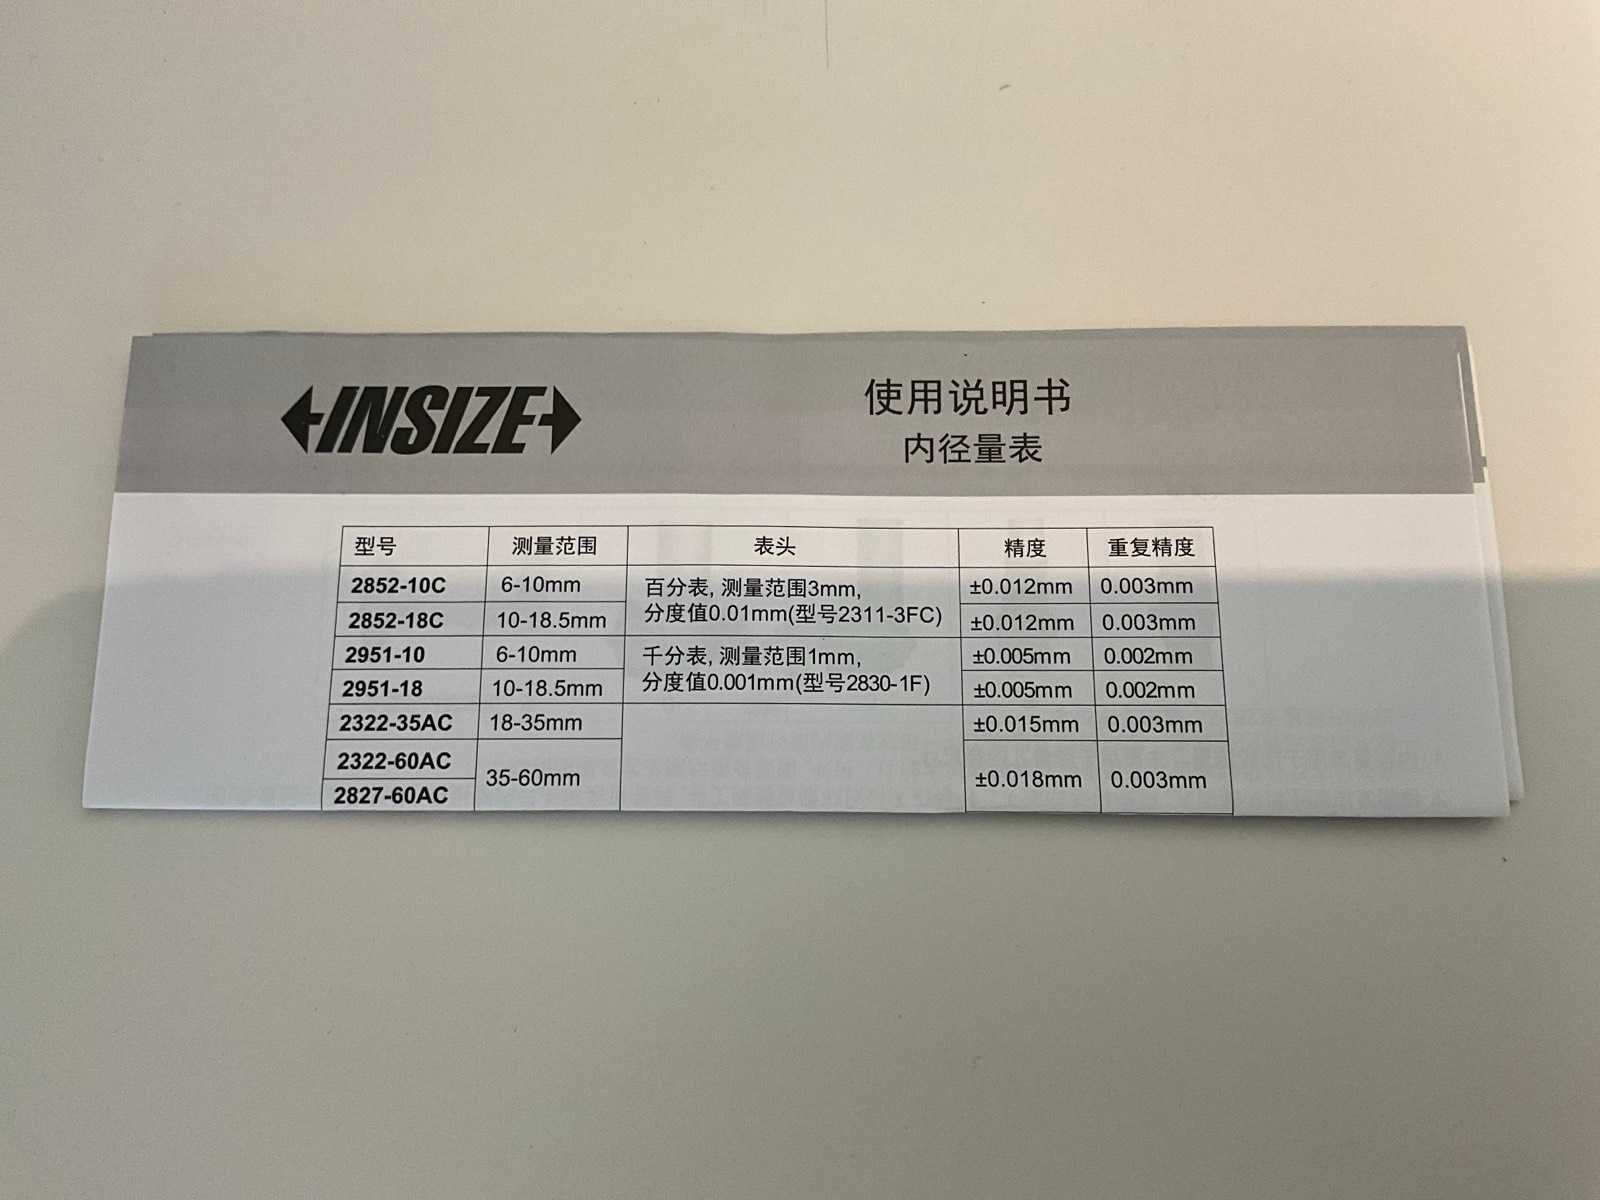 INSIZE
使用说明书
内径量表
型号 测量范围 表头 精度 重复精度
2852-10C 6-10mm 百分表, 测量范围3mm, ±0.012mm 0.003mm
2852-18C 10-18.5mm 分度值0.01mm(型号2311-3FC) ±0.012mm 0.003mm
2951-10 6-10mm 千分表, 测量范围1mm, ±0.005mm 0.002mm
2951-18 10-18.5mm 分度值0.001mm(型号2830-1F) ±0.005mm 0.002mm
2322-35AC 18-35mm ±0.015mm 0.003mm
2322-60AC
35-60mm ±0.018mm 0.003mm
2827-60AC